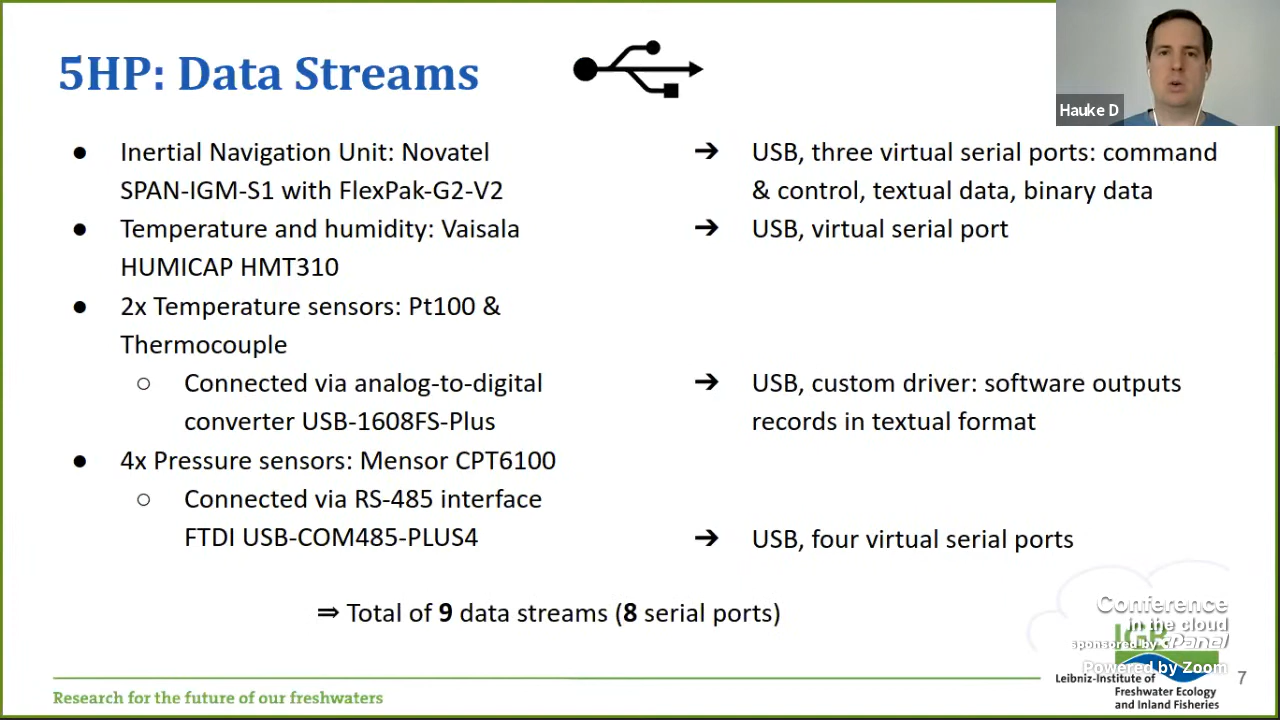 5HP: Data Streams
Hauke D
● Inertial Navigation Unit: Novatel
SPAN-IGM-S1 with FlexPak-G2-V2
➔ USB, three virtual serial ports: command
& control, textual data, binary data
● Temperature and humidity: Vaisala
HUMICAP HMT310
➔ USB, virtual serial port
● 2x Temperature sensors: Pt100 &
Thermocouple
○ Connected via analog-to-digital
converter USB-1608FS-Plus
➔ USB, custom driver: software outputs
records in textual format
● 4x Pressure sensors: Mensor CPT6100
○ Connected via RS-485 interface
FTDI USB-COM485-PLUS4
➔ USB, four virtual serial ports
⇒ Total of 9 data streams (8 serial ports)
Conference
in the cloud
sponsored by cPanel
Powered by Zoom
IGB
Leibniz-Institute of
Freshwater Ecology
and Inland Fisheries
7
Research for the future of our freshwaters